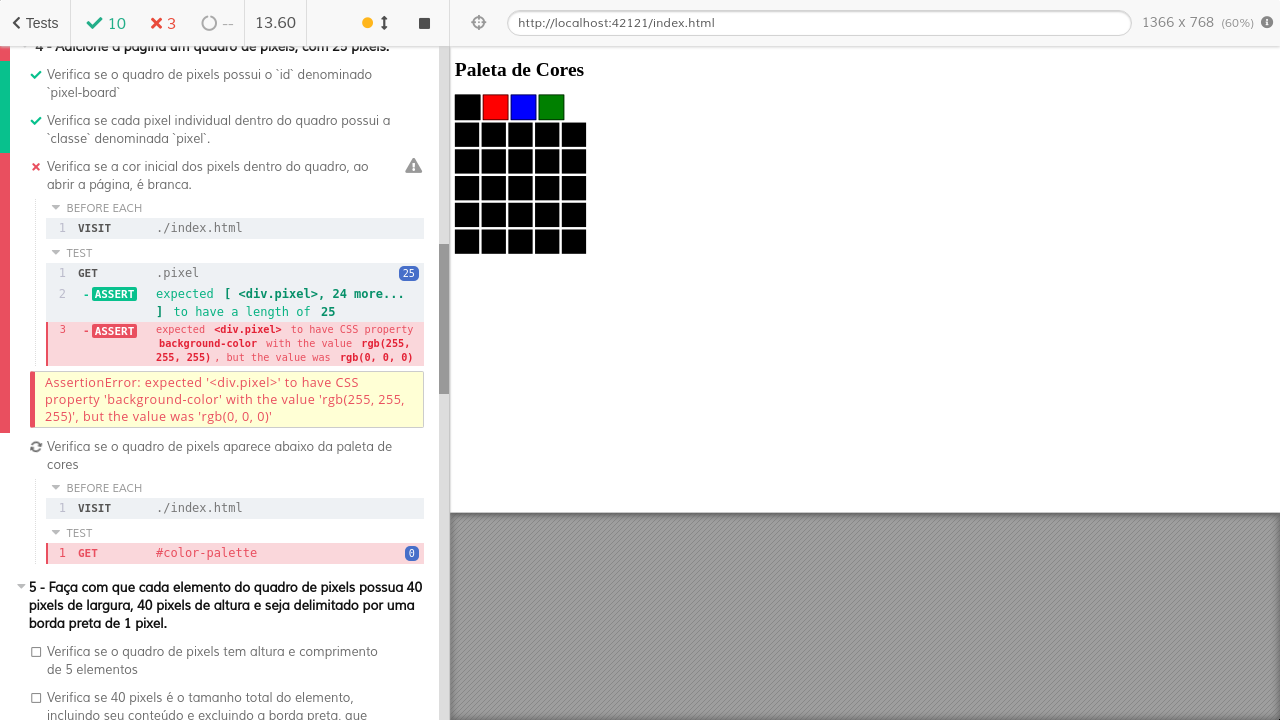 Tests
10
3
--
13.60
http://localhost:42121/index.html
1366 x 768 (60%)
4 - Adicione à página um quadro de pixels, com 25 pixels.
Verifica se o quadro de pixels possui o `id` denominado
`pixel-board`
Verifica se cada pixel individual dentro do quadro possui a
`classe` denominada `pixel`.
Verifica se a cor inicial dos pixels dentro do quadro, ao
abrir a página, é branca.
BEFORE EACH
1 VISIT ./index.html
TEST
1 GET .pixel 25
2 -ASSERT expected [ <div.pixel>, 24 more...
] to have a length of 25
3 -ASSERT expected <div.pixel> to have CSS property
background-color with the value rgb(255,
255, 255) , but the value was rgb(0, 0, 0)
AssertionError: expected '<div.pixel>' to have CSS
property 'background-color' with the value 'rgb(255, 255,
255)', but the value was 'rgb(0, 0, 0)'
Verifica se o quadro de pixels aparece abaixo da paleta de
cores
BEFORE EACH
1 VISIT ./index.html
TEST
1 GET #color-palette 0
5 - Faça com que cada elemento do quadro de pixels possua 40
pixels de largura, 40 pixels de altura e seja delimitado por uma
borda preta de 1 pixel.
Verifica se o quadro de pixels tem altura e comprimento
de 5 elementos
Verifica se 40 pixels é o tamanho total do elemento,
incluindo seu conteúdo e excluindo a borda preta, que
Paleta de Cores